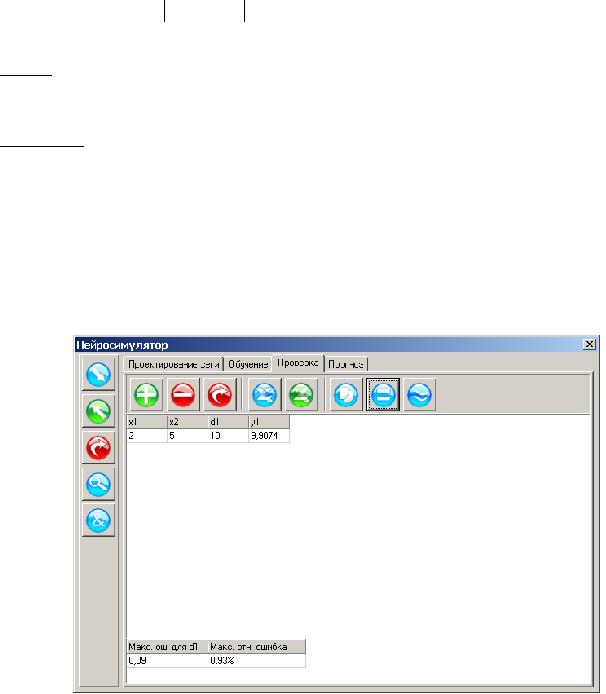 Нейросимулятор
Проектирование сети Обучение Проверка Прогноз
x1 x2 d1 y1
2 5 10 9,9074
Макс. ош. для d1 Макс. отн. ошибка
0,09 0.93%